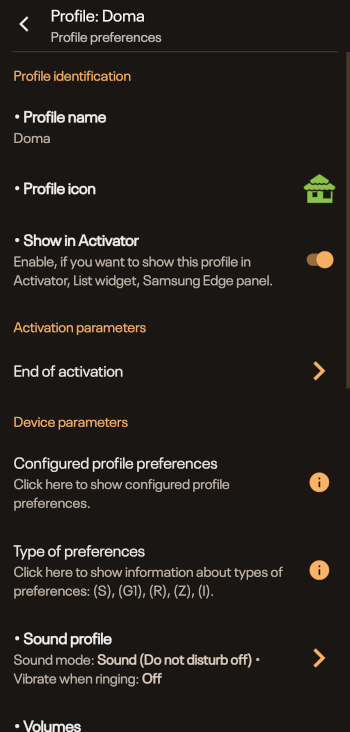 Profile: Doma
Profile preferences
Profile identification
• Profile name
Doma
• Profile icon
• Show in Activator
Enable, if you want to show this profile in
Activator, List widget, Samsung Edge panel.
Activation parameters
End of activation
Device parameters
Configured profile preferences
Click here to show configured profile
preferences.
Type of preferences
Click here to show information about types of
preferences: (S), (G1), (R), (Z), (I).
• Sound profile
Sound mode: Sound (Do not disturb off) •
Vibrate when ringing: Off
• Volumes